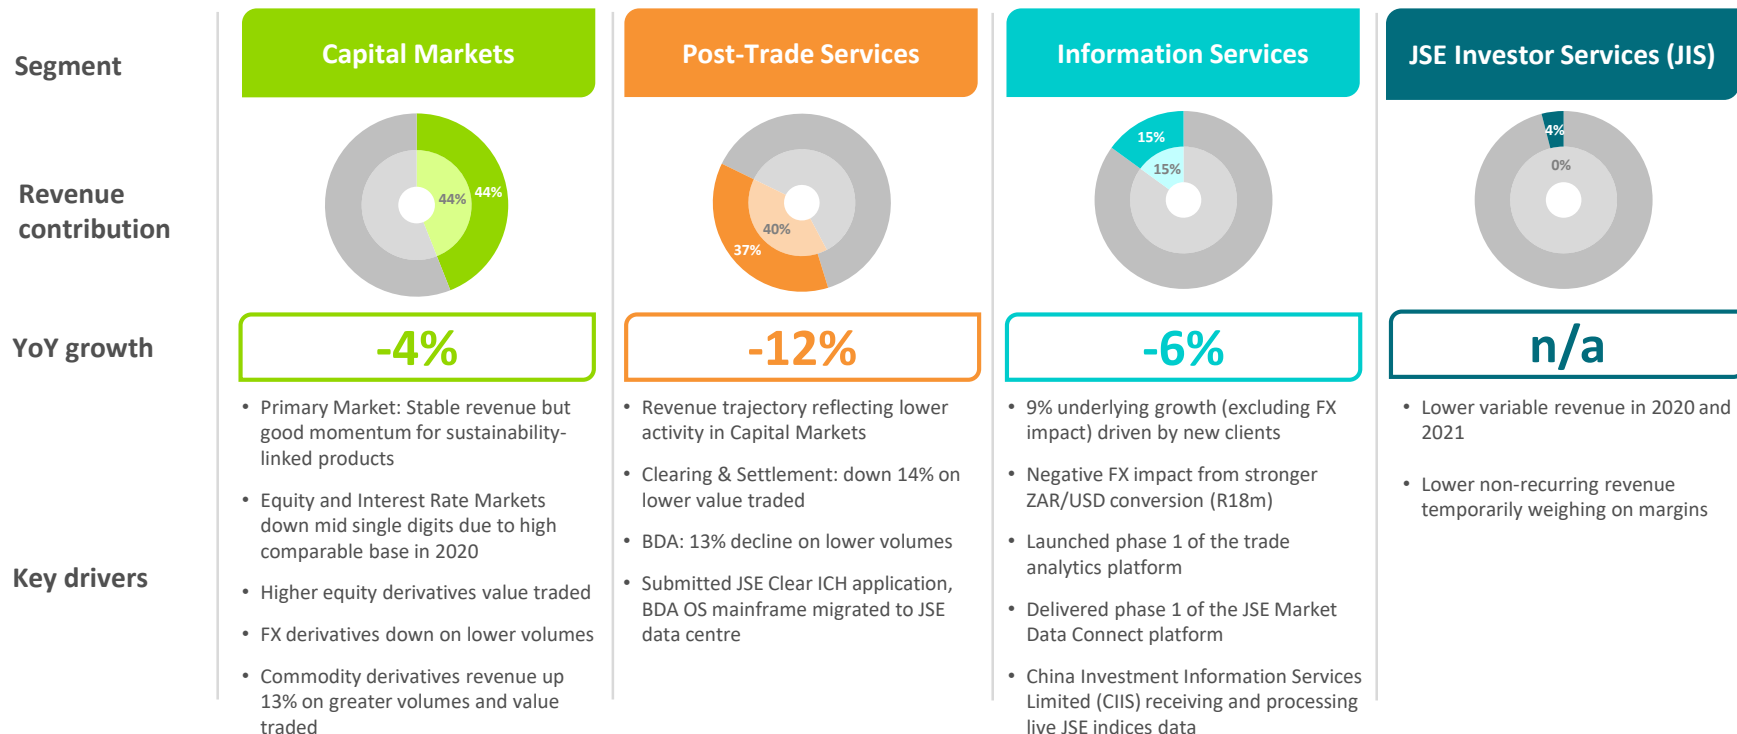 Segment
Capital Markets
Post-Trade Services
Information Services
JSE Investor Services (JIS)
Revenue
contribution
44%
44%
40%
37%
15%
15%
4%
0%
YoY growth
-4%
-12%
-6%
n/a
Key drivers
• Primary Market: Stable revenue but
good momentum for sustainability-
linked products
• Equity and Interest Rate Markets
down mid single digits due to high
comparable base in 2020
• Higher equity derivatives value traded
• FX derivatives down on lower volumes
• Commodity derivatives revenue up
13% on greater volumes and value
traded
• Revenue trajectory reflecting lower
activity in Capital Markets
• Clearing & Settlement: down 14% on
lower value traded
• BDA: 13% decline on lower volumes
• Submitted JSE Clear ICH application,
BDA OS mainframe migrated to JSE
data centre
• 9% underlying growth (excluding FX
impact) driven by new clients
• Negative FX impact from stronger
ZAR/USD conversion (R18m)
• Launched phase 1 of the trade
analytics platform
• Delivered phase 1 of the JSE Market
Data Connect platform
• China Investment Information Services
Limited (CIIS) receiving and processing
live JSE indices data
• Lower variable revenue in 2020 and
2021
• Lower non-recurring revenue
temporarily weighing on margins